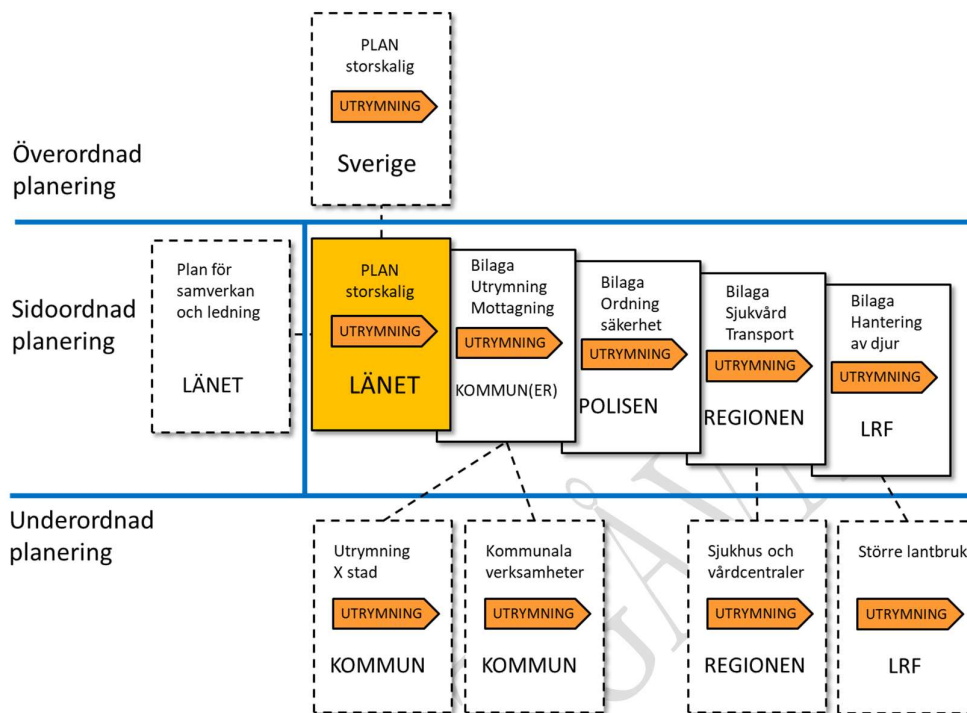 PLAN
storskalig
UTRYMNING
Sverige
Överordnad
planering
Sidoordnad
planering
Plan för
samverkan
och ledning
LÄNET
PLAN
storskalig
UTRYMNING
LÄNET
Bilaga
Utrymning
Mottagning
UTRYMNING
KOMMUN(ER)
Bilaga
Ordning
säkerhet
UTRYMNING
POLISEN
Bilaga
Sjukvård
Transport
UTRYMNING
REGIONEN
Bilaga
Hantering
av djur
UTRYMNING
LRF
Underordnad
planering
Utrymning
X stad
UTRYMNING
KOMMUN
Kommunala
verksamheter
UTRYMNING
KOMMUN
Sjukhus och
vårdcentraler
UTRYMNING
REGIONEN
Större lantbruk
UTRYMNING
LRF